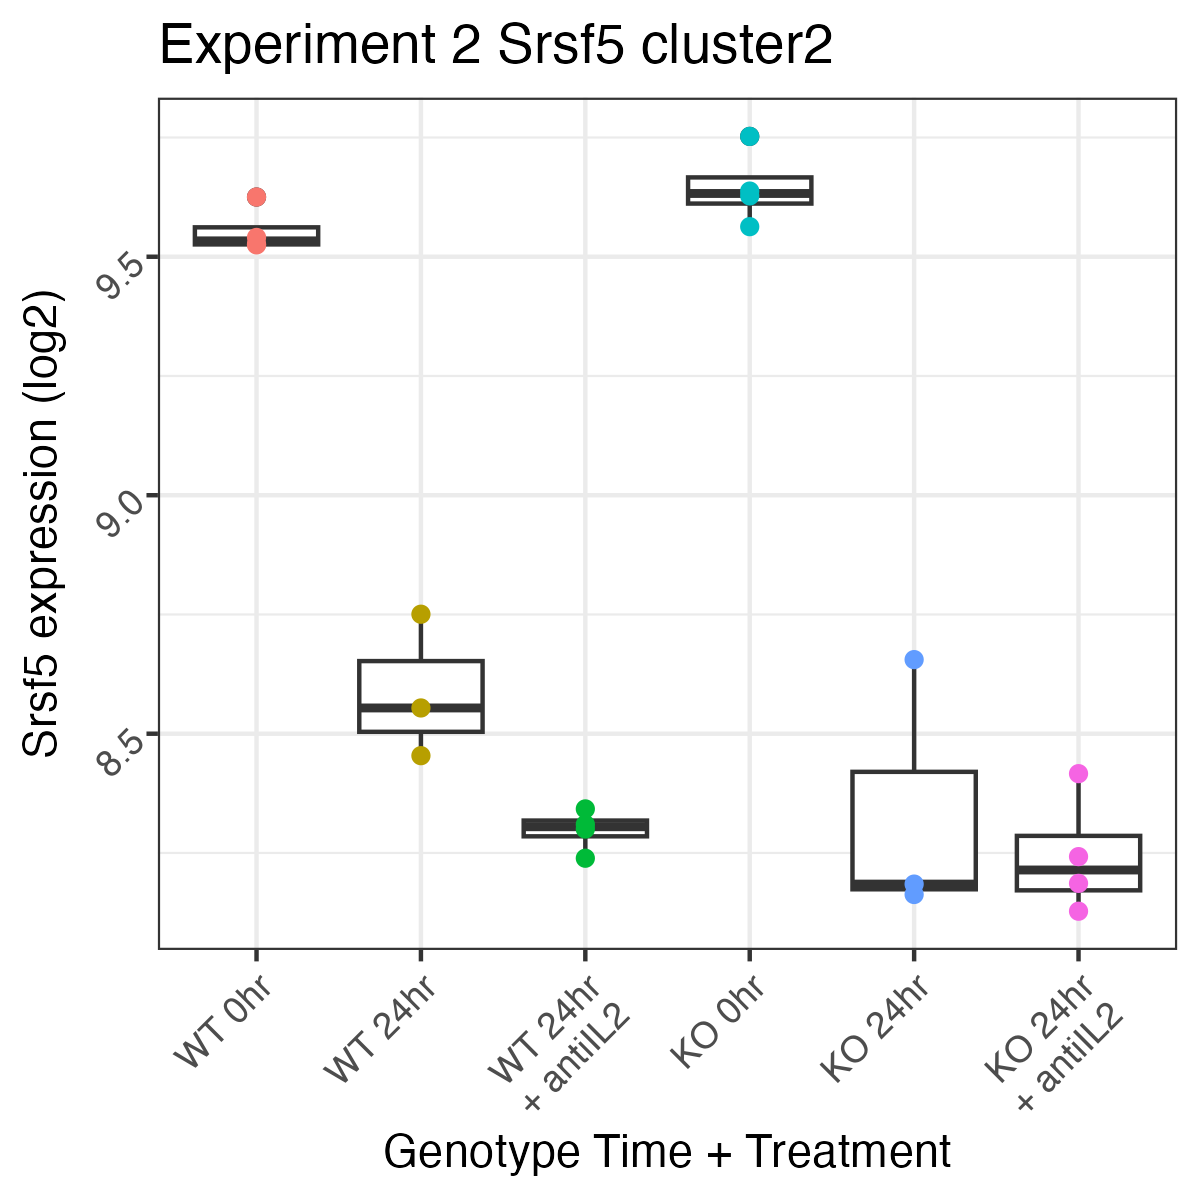 Experiment 2 Srsf5 cluster2
Srsf5 expression (log2)
9.5
9.0
8.5
WT 0hr
WT 24hr
WT 24hr
+ antiIL2
KO 0hr
KO 24hr
KO 24hr
+ antiIL2
Genotype Time + Treatment